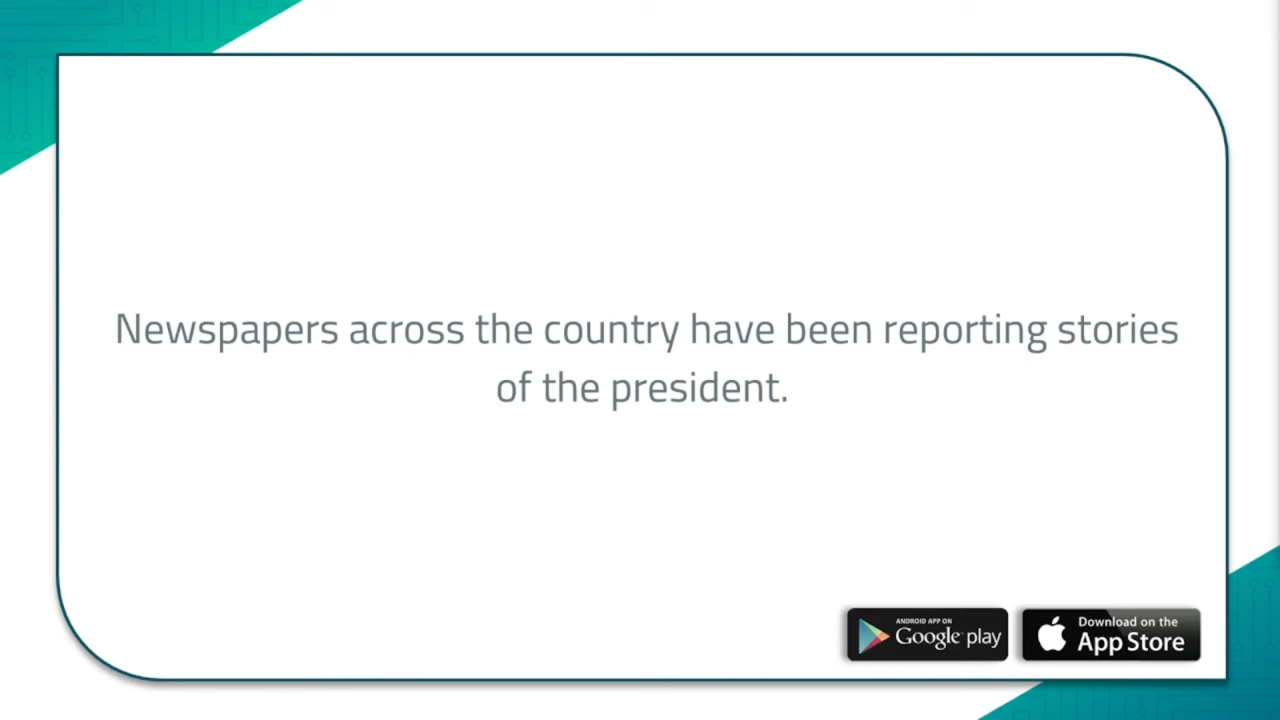 Newspapers across the country have been reporting stories
of the president.
ANDROID APP ON
Google play
Download on the
App Store